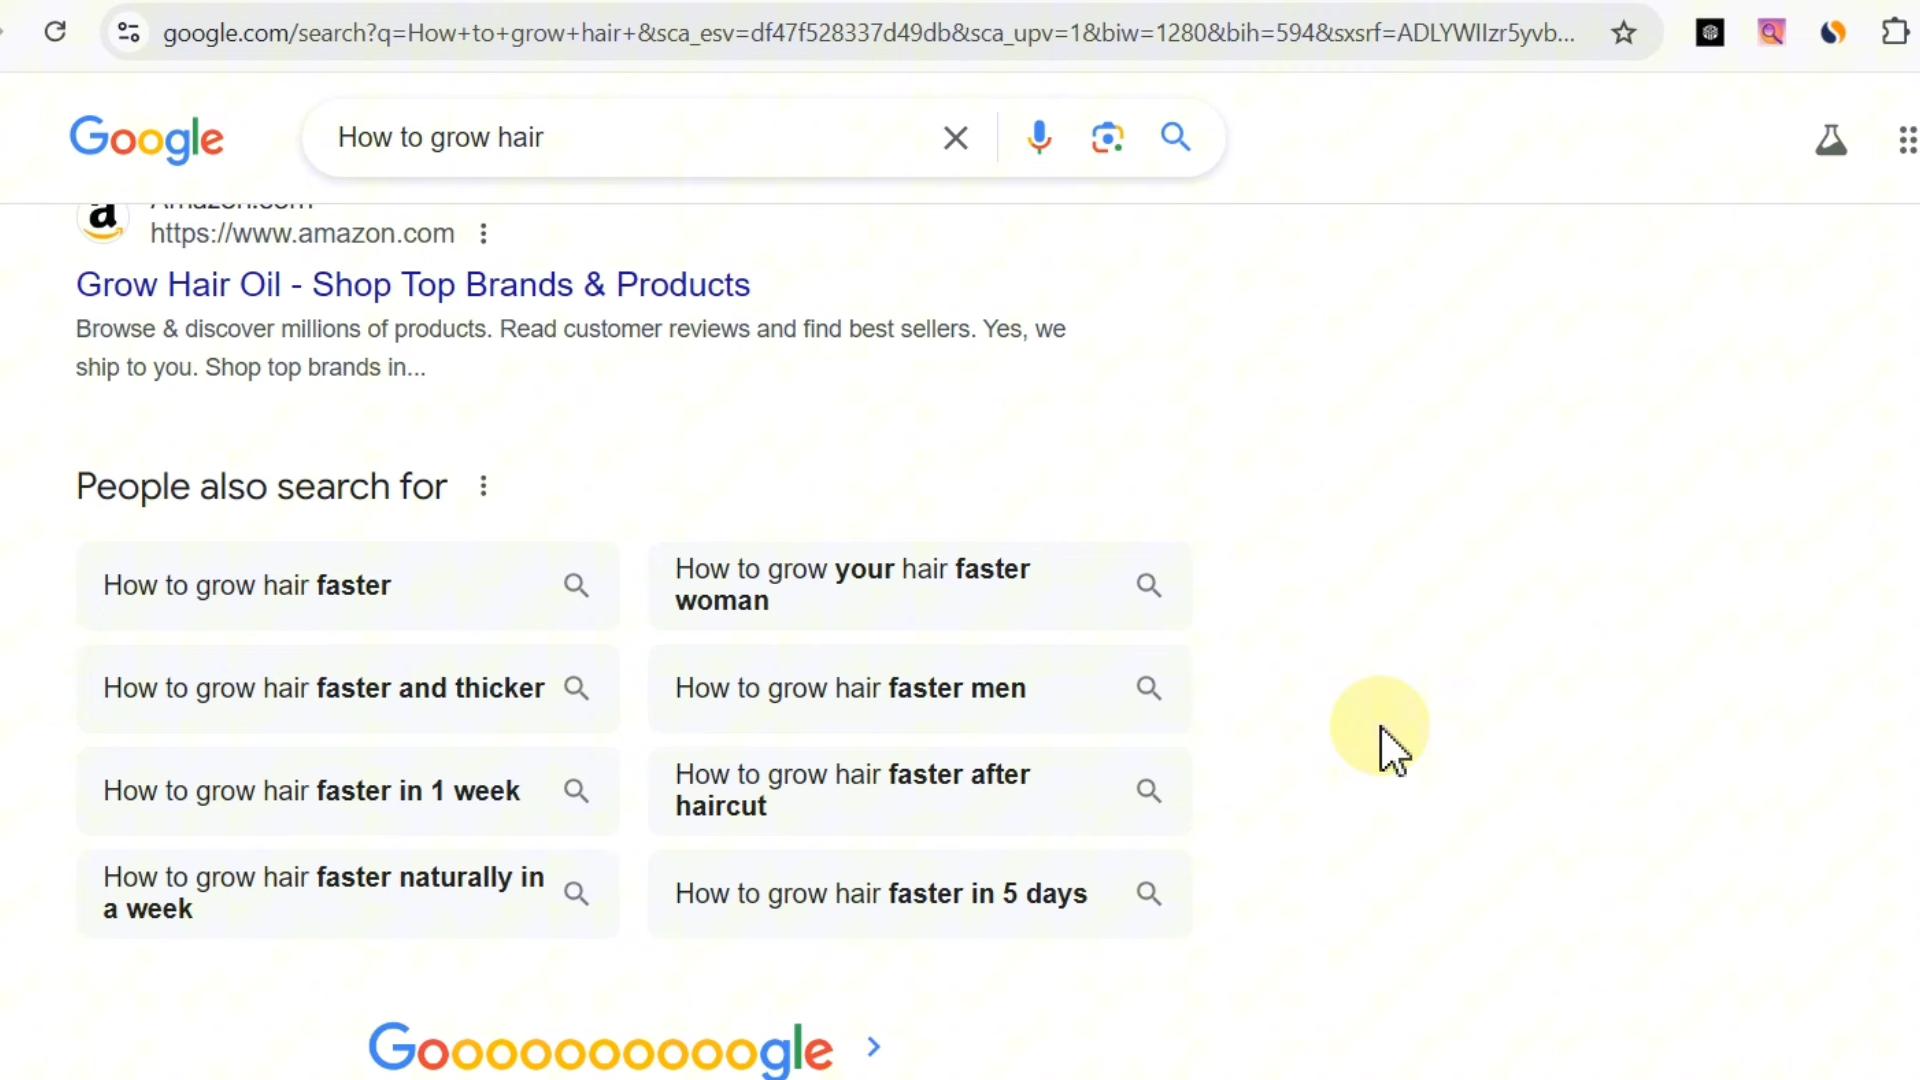 google.com/search?q=How+to+grow+hair+&sca_esv=df47f528337d49db&sca_upv=1&biw=1280&bih=594&sxsrf=ADLYWIIzr5yvb...
Google
How to grow hair
Amazon.com
https://www.amazon.com
Grow Hair Oil - Shop Top Brands & Products
Browse & discover millions of products. Read customer reviews and find best sellers. Yes, we
ship to you. Shop top brands in...
People also search for
How to grow hair faster
How to grow your hair faster
woman
How to grow hair faster and thicker
How to grow hair faster men
How to grow hair faster in 1 week
How to grow hair faster after
haircut
How to grow hair faster naturally in
a week
How to grow hair faster in 5 days
Goooooooooogle